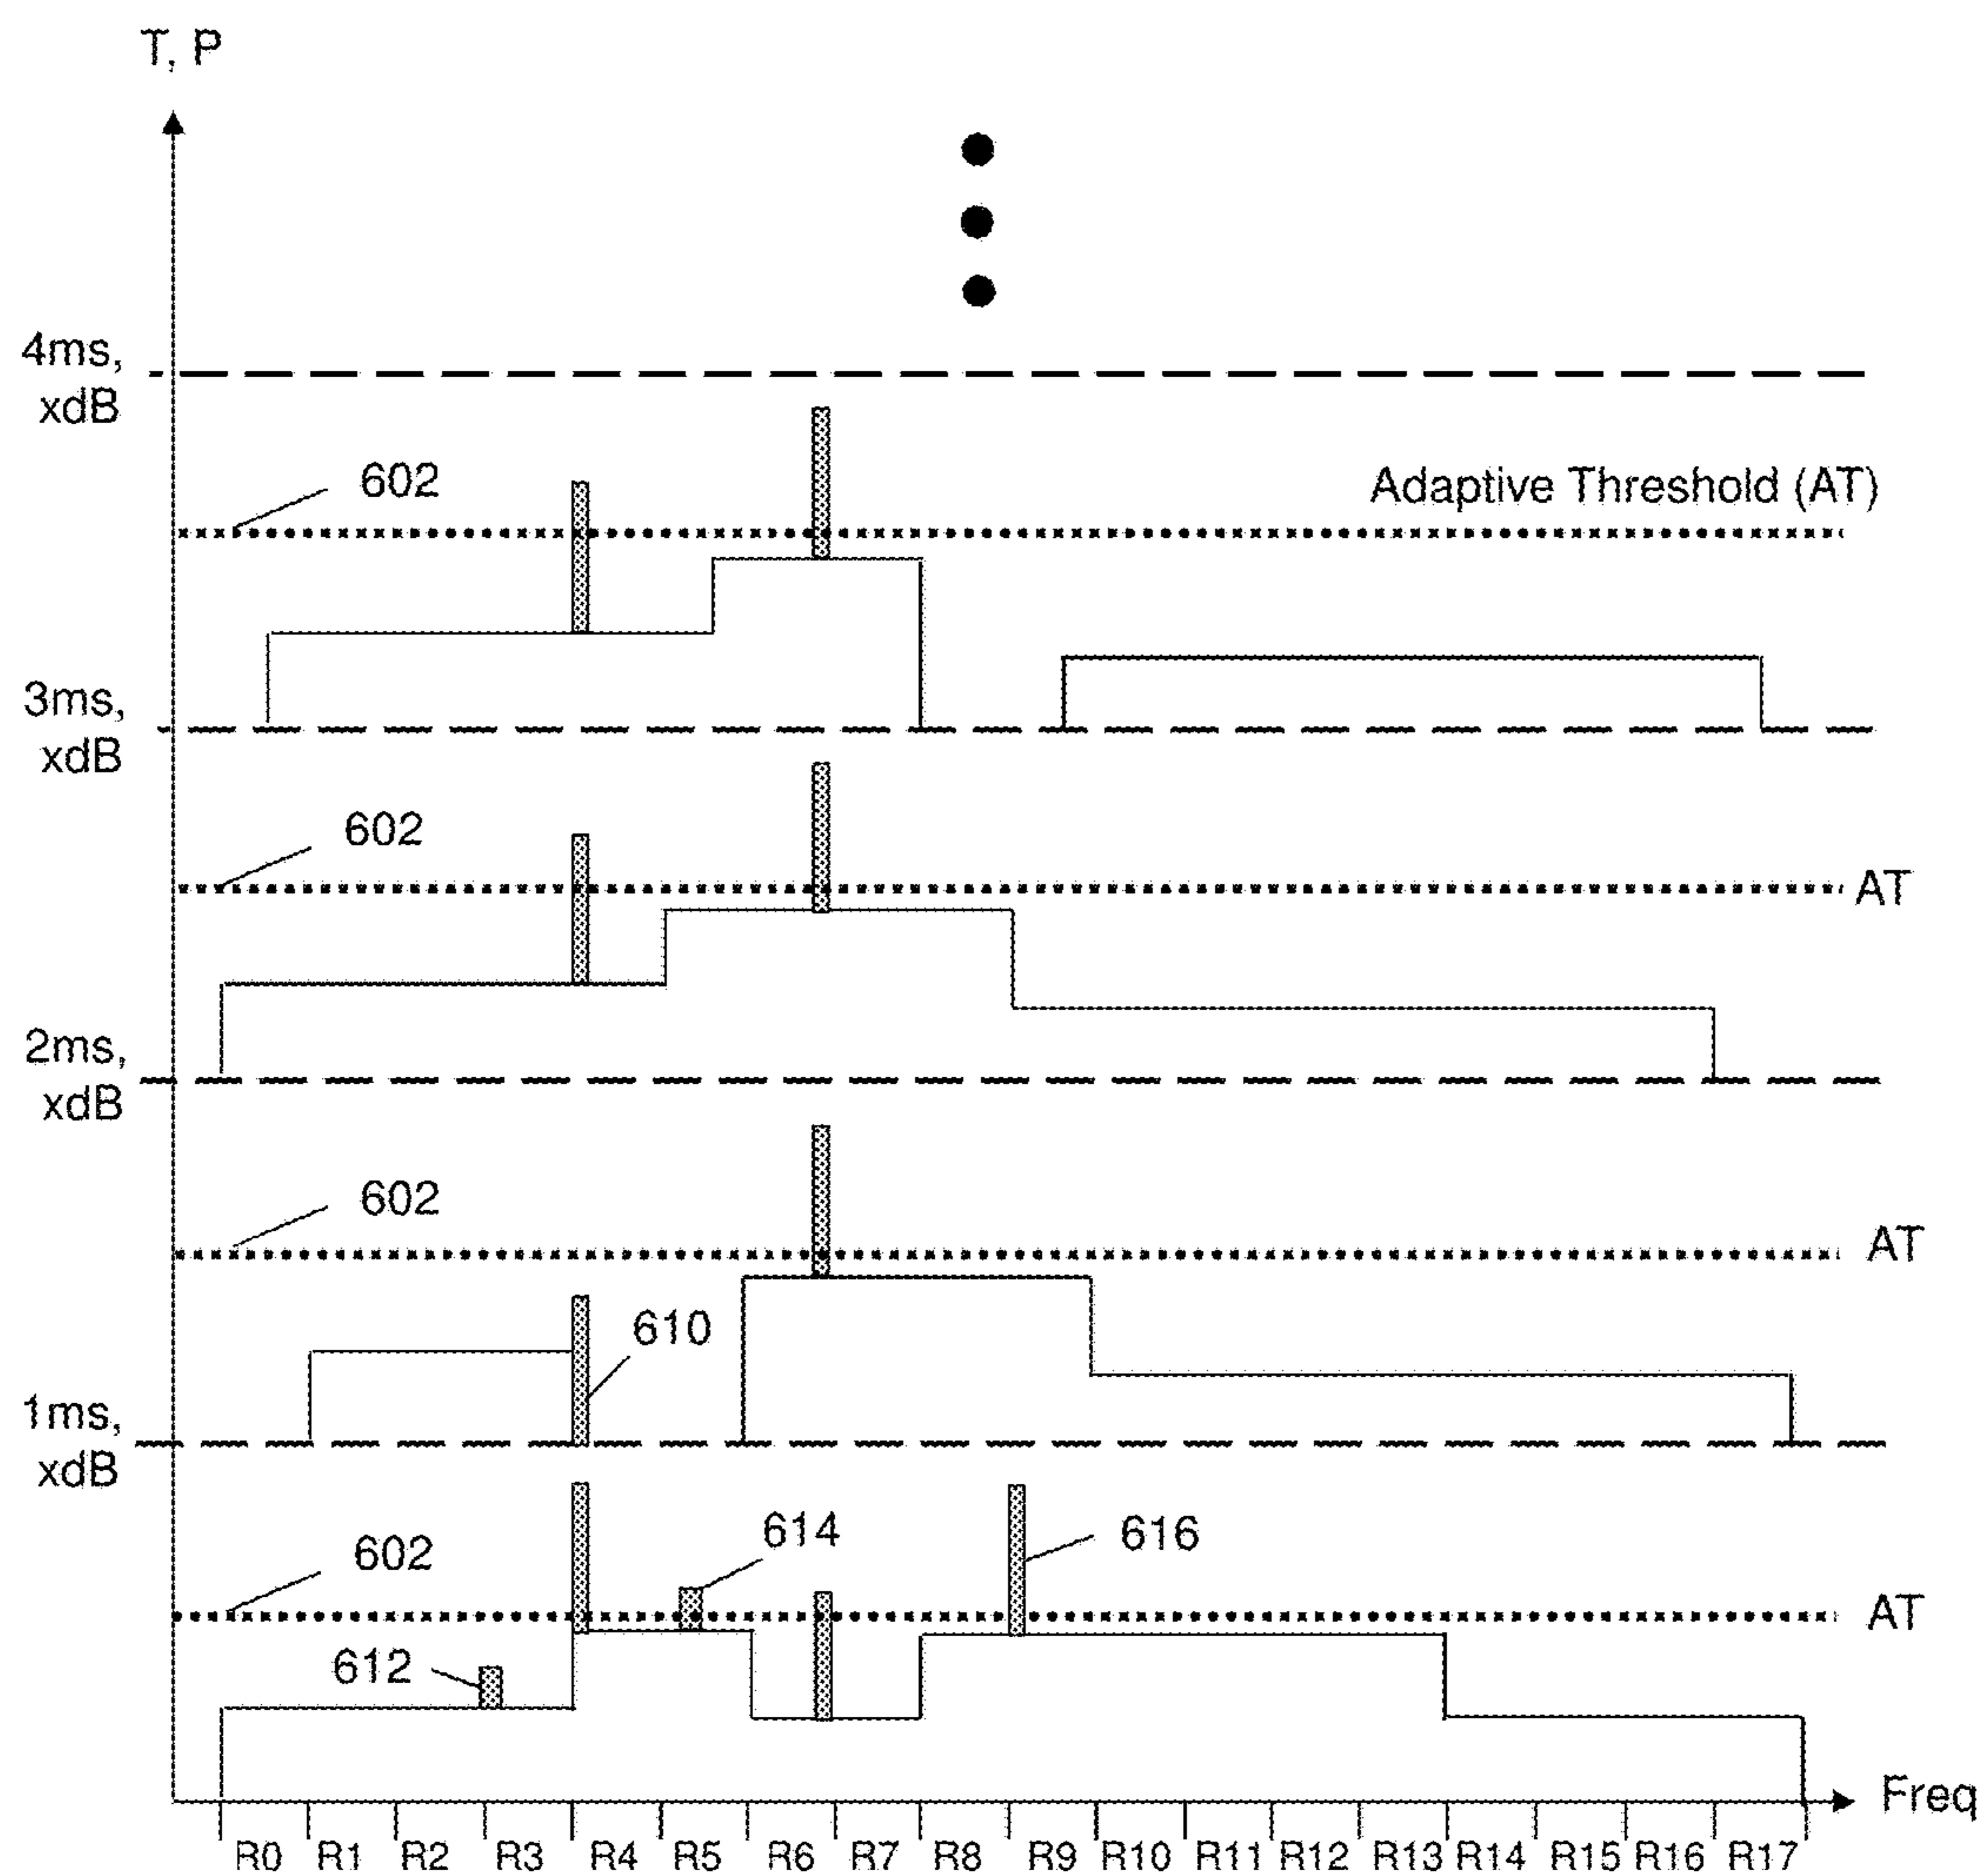 T, P
4ms,
xdB
602
Adaptive Threshold (AT)
3ms,
xdB
602
AT
2ms,
xdB
602
AT
610
1ms,
xdB
614
616
602
AT
612
Freq
R0 R1 R2 R3 R4 R5 R6 R7 R8 R9 R10 R11 R12 R13 R14 R15 R16 R17